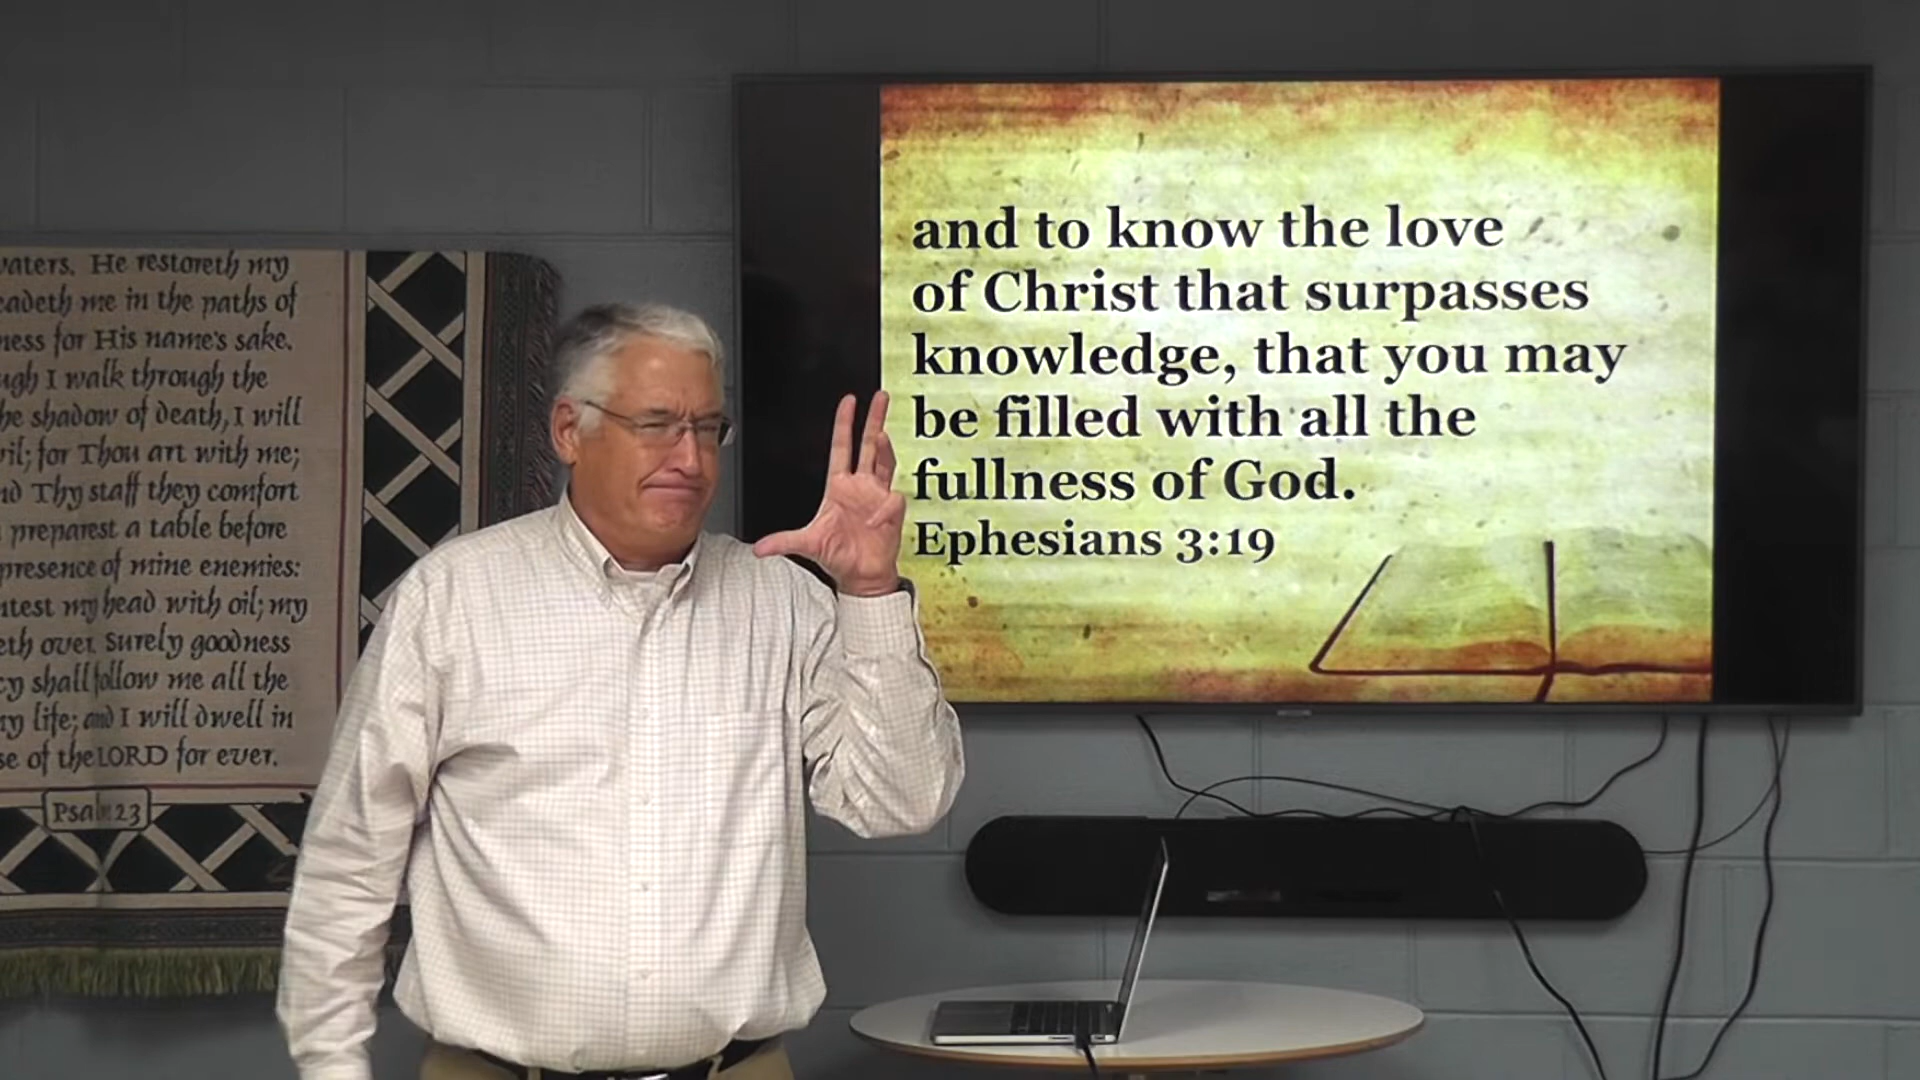 waters. He restoreth my
leadeth me in the paths of
ness for His name's sake.
ugh I walk through the
he shadow of death, I will
vil; for Thou art with me;
nd Thy staff they comfort
preparest a table before
presence of mine enemies:
ntest my head with oil; my
eth over. Surely goodness
cy shall follow me all the
my life; and I will dwell in
se of the LORD for ever.
Psalm 23
and to know the love
of Christ that surpasses
knowledge, that you may
be filled with all the
fullness of God.
Ephesians 3:19